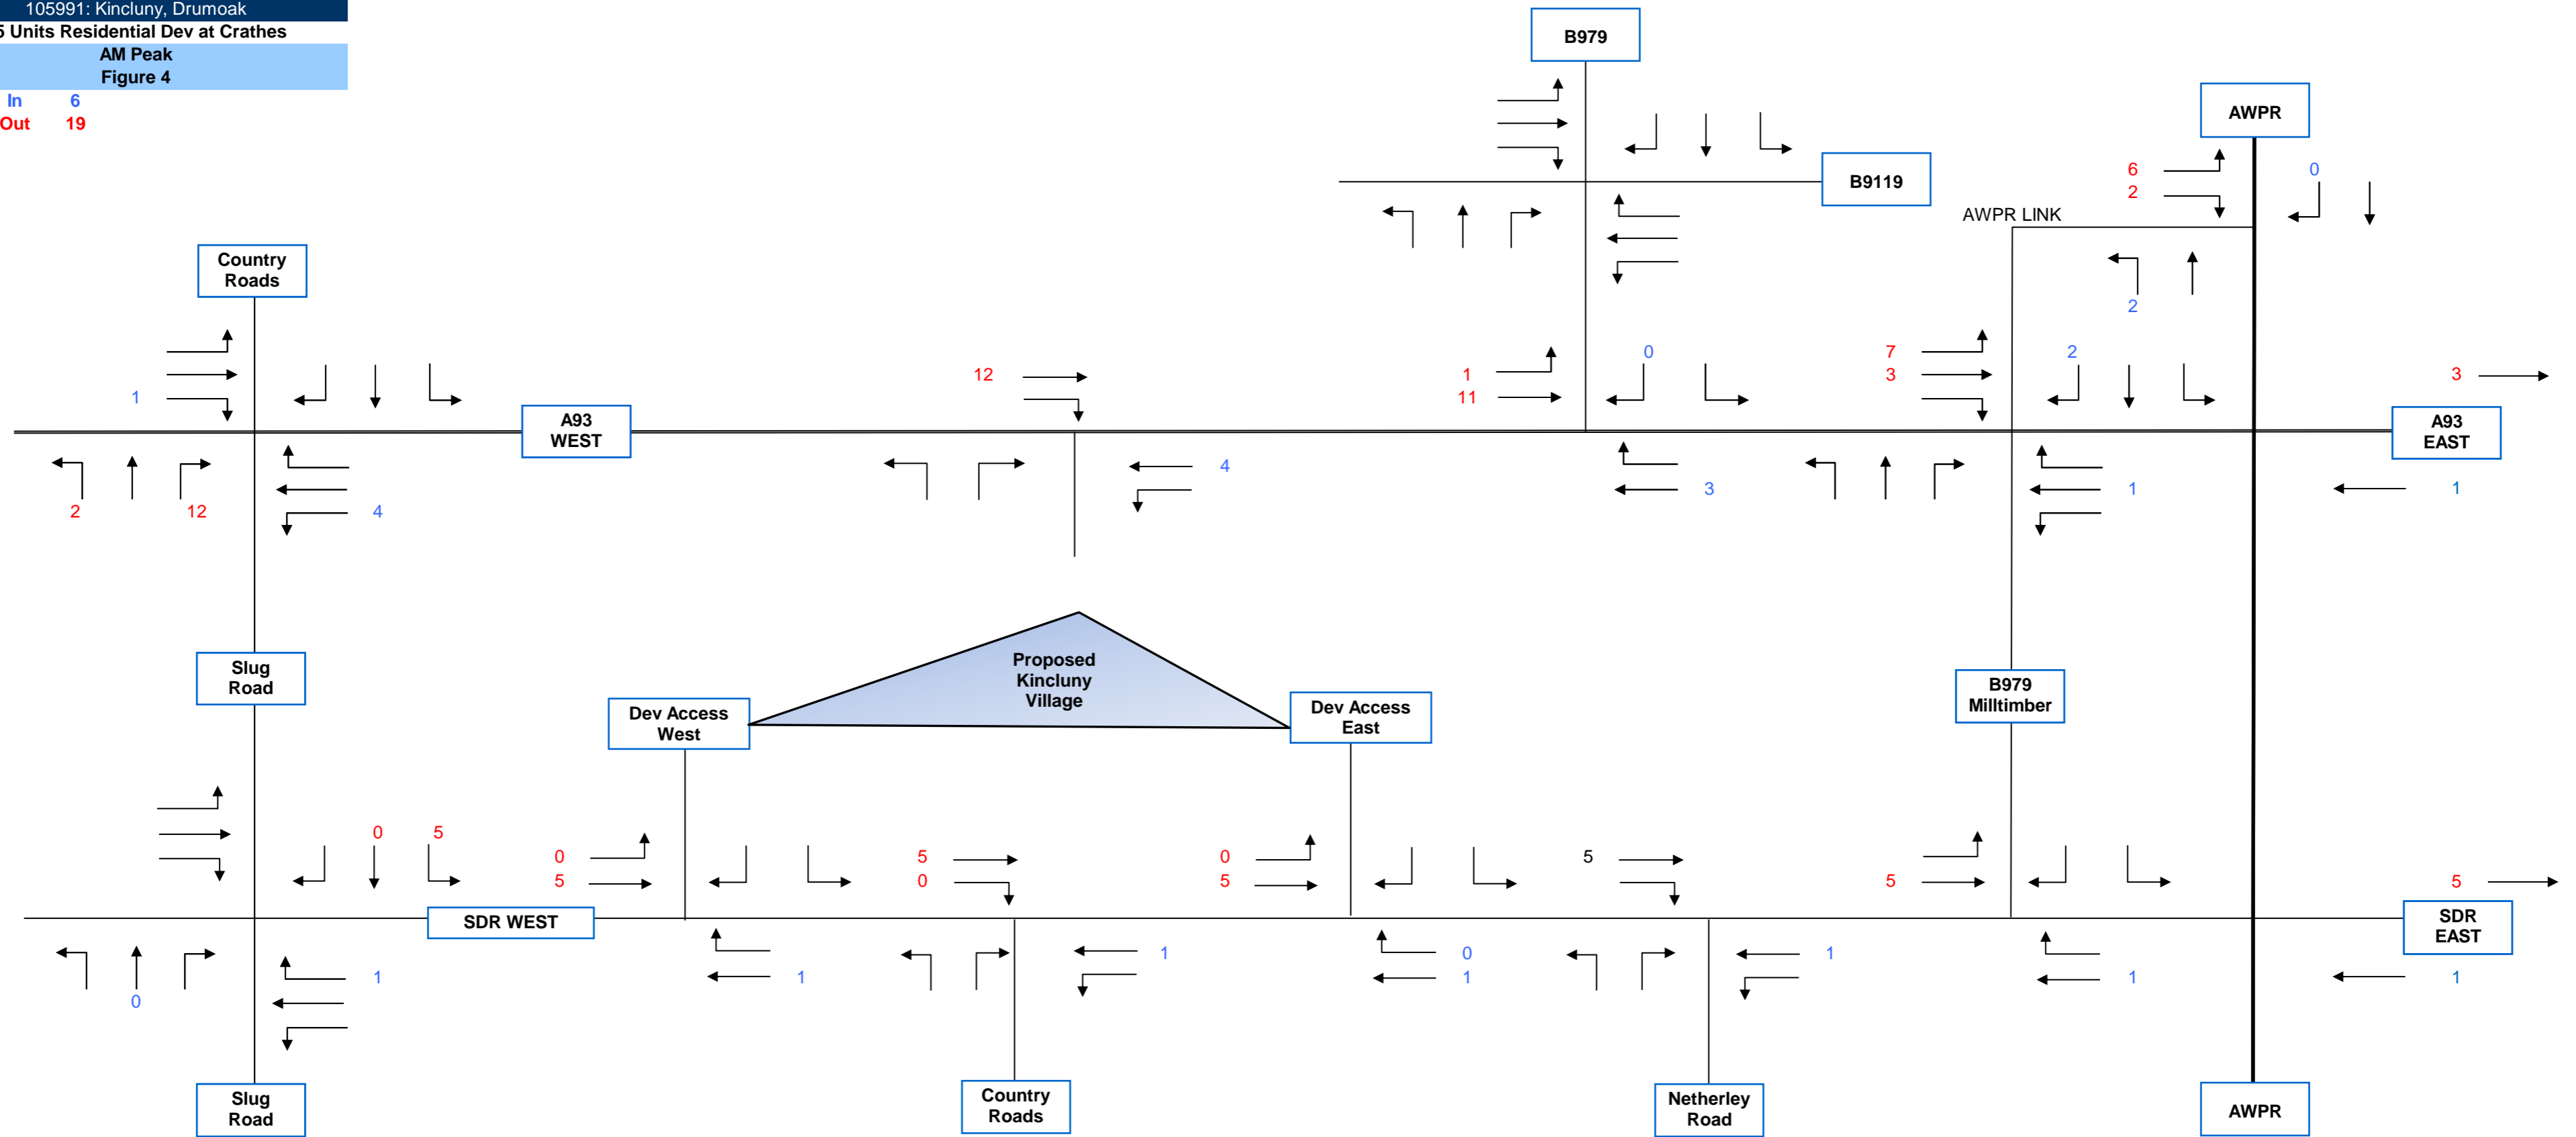 105991: Kincluny, Drumoak
5 Units Residential Dev at Crathes
AM Peak
Figure 4
In 6
Out 19
B979
B9119
AWPR
6
2
0
AWPR LINK
2
Country
Roads
1
2
12
4
A93
WEST
12
4
1
11
0
3
7
3
2
1
3
A93
EAST
1
Slug
Road
Proposed
Kincluny
Village
Dev Access
West
Dev Access
East
B979
Milltimber
0 5
0
1
SDR WEST
0
5
1
5
0
1
0
5
0
1
5
1
5
1
5
SDR
EAST
1
Slug
Road
Country
Roads
Netherley
Road
AWPR